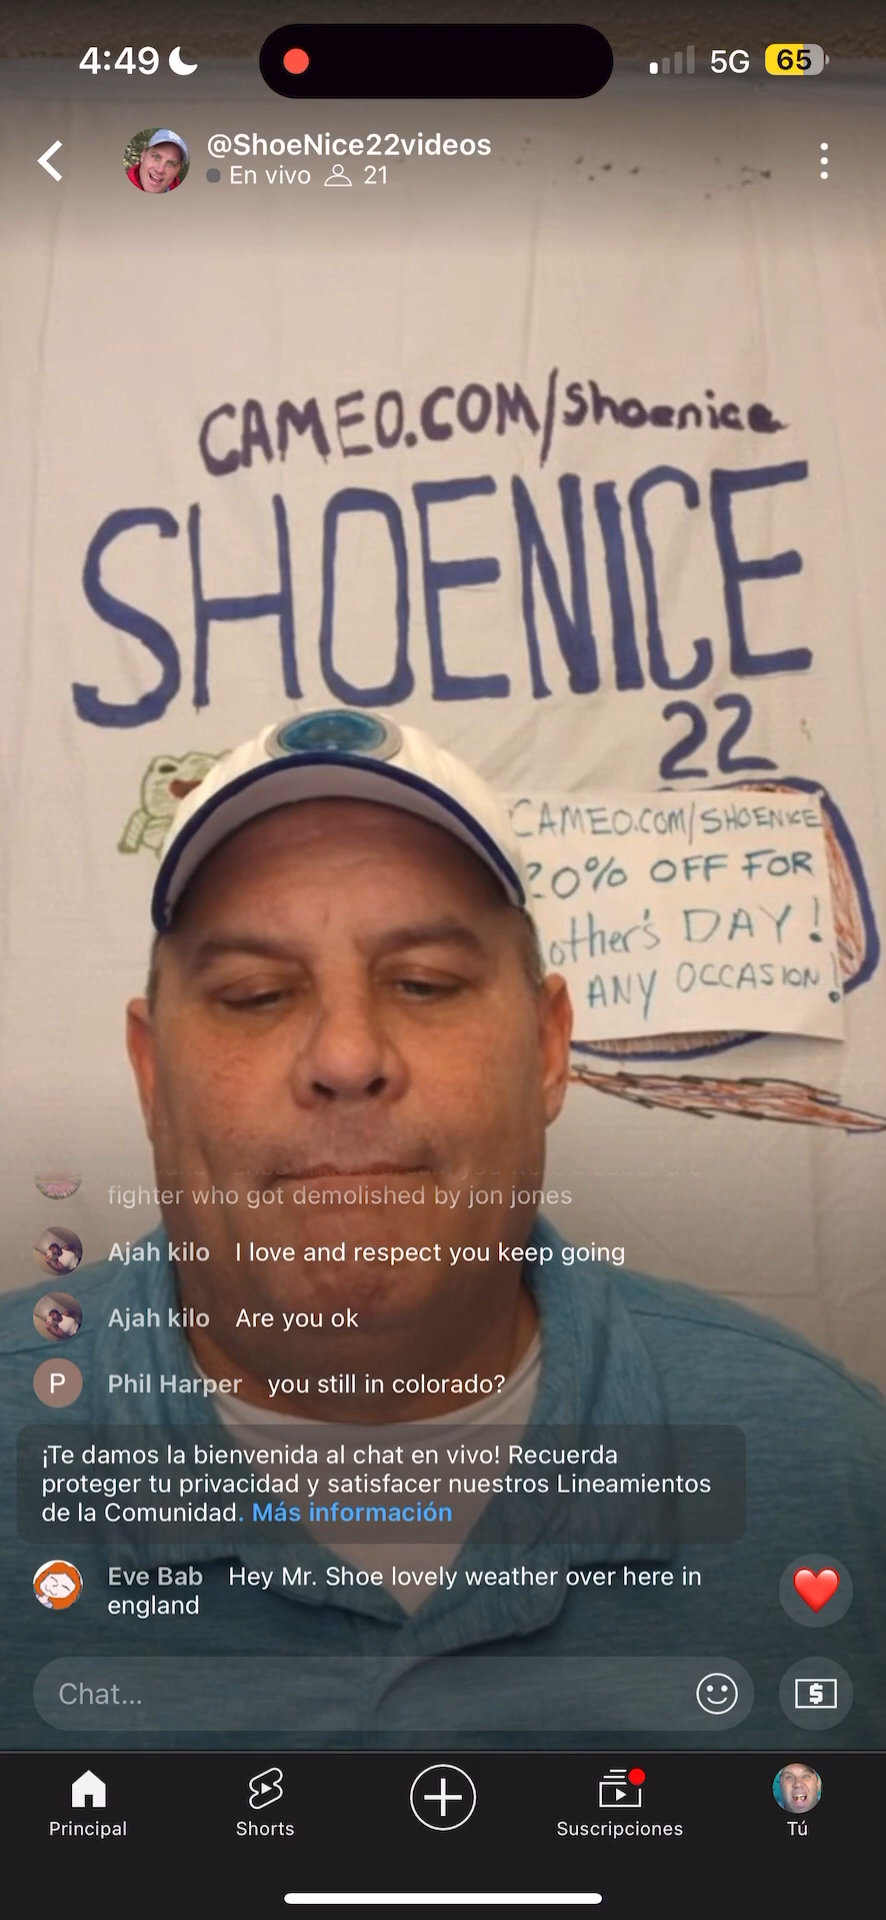 4:49
5G
65
@ShoeNice22videos
En vivo 21
CAMEO.COM/shoenice
SHOENICE
22
CAMEO.COM/SHOENICE
20% OFF FOR
other's DAY!
ANY OCCASION!
fighter who got demolished by jon jones
Ajah kilo I love and respect you keep going
Ajah kilo Are you ok
P
Phil Harper you still in colorado?
¡Te damos la bienvenida al chat en vivo! Recuerda
proteger tu privacidad y satisfacer nuestros Lineamientos
de la Comunidad. Más información
Eve Bab Hey Mr. Shoe lovely weather over here in
england
Chat...
$
Principal
Shorts
Suscripciones
Tú